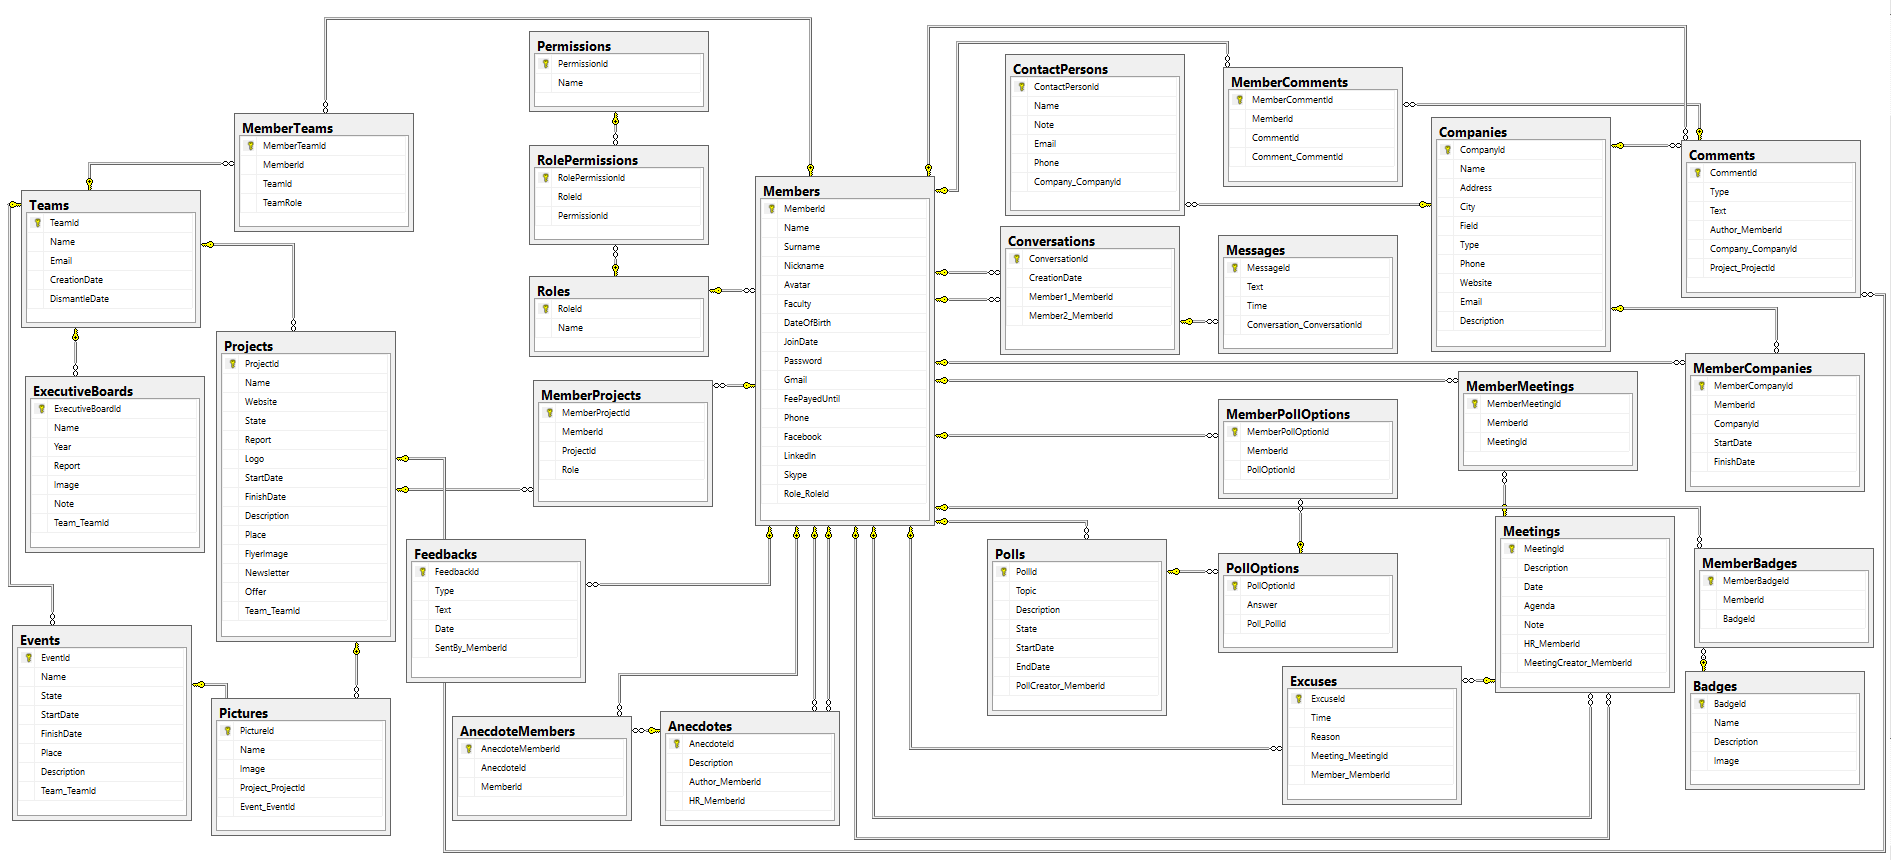 Permissions
PermissionId
Name
MemberTeams
MemberTeamId
MemberId
TeamId
TeamRole
RolePermissions
RolePermissionId
RoleId
PermissionId
Roles
RoleId
Name
Teams
TeamId
Name
Email
CreationDate
DismantleDate
ExecutiveBoards
ExecutiveBoardId
Name
Year
Report
Image
Note
Team_TeamId
Projects
ProjectId
Name
Website
State
Report
Logo
StartDate
FinishDate
Description
Place
FlyerImage
Newsletter
Offer
Team_TeamId
Events
EventId
Name
State
StartDate
FinishDate
Place
Description
Team_TeamId
Pictures
PictureId
Name
Image
Project_ProjectId
Event_EventId
MemberProjects
MemberProjectId
MemberId
ProjectId
Role
Feedbacks
FeedbackId
Type
Text
Date
SentBy_MemberId
AnecdoteMembers
AnecdoteMemberId
AnecdoteId
MemberId
Anecdotes
AnecdoteId
Description
Author_MemberId
HR_MemberId
Members
MemberId
Name
Surname
Nickname
Avatar
Faculty
DateOfBirth
JoinDate
Password
Gmail
FeePayedUntil
Phone
Facebook
LinkedIn
Skype
Role_RoleId
ContactPersons
ContactPersonId
Name
Note
Email
Phone
Company_CompanyId
MemberComments
MemberCommentId
MemberId
CommentId
Comment_CommentId
Companies
CompanyId
Name
Address
City
Field
Type
Phone
Website
Email
Description
Comments
CommentId
Type
Text
Author_MemberId
Company_CompanyId
Project_ProjectId
Conversations
ConversationId
CreationDate
Member1_MemberId
Member2_MemberId
Messages
MessageId
Text
Time
Conversation_ConversationId
MemberCompanies
MemberCompanyId
MemberId
CompanyId
StartDate
FinishDate
MemberMeetings
MemberMeetingId
MemberId
MeetingId
MemberPollOptions
MemberPollOptionId
MemberId
PollOptionId
Polls
PollId
Topic
Description
State
StartDate
EndDate
PollCreator_MemberId
PollOptions
PollOptionId
Answer
Poll_PollId
Meetings
MeetingId
Description
Date
Agenda
Note
HR_MemberId
MeetingCreator_MemberId
MemberBadges
MemberBadgeId
MemberId
BadgeId
Excuses
ExcuseId
Time
Reason
Meeting_MeetingId
Member_MemberId
Badges
BadgeId
Name
Description
Image